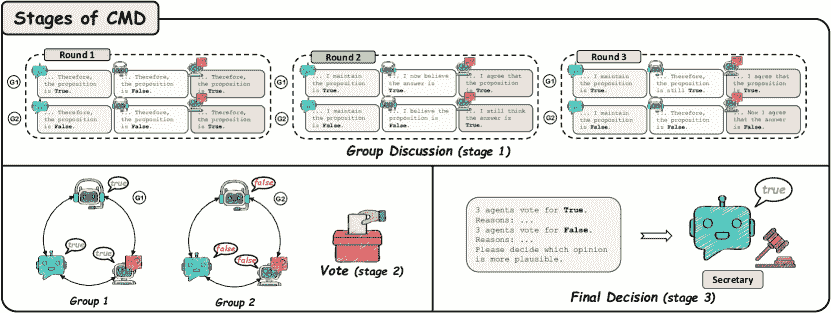 Stages of CMD
Round 1
G1
... Therefore,
the proposition
is True.
... Therefore,
the proposition
is False.
... Therefore,
the proposition
is True.
G2
... Therefore,
the proposition
is False.
... Therefore,
the proposition
is False.
... Therefore,
the proposition
is True.
Round 2
G1
... I maintain
the proposition
is True.
... I now believe
the answer is
True.
... I agree that
the proposition
is True.
G2
... I maintain
the proposition
is False.
... I believe the
proposition is
False.
... I still think
the answer is
True.
Round 3
G1
... I maintain
the proposition
is True.
... Therefore,
the proposition
is still True.
... I agree that
the proposition
is True.
G2
... I maintain
the proposition
is False.
... Therefore,
the proposition
is False.
... Now I agree
that the answer
is False.
Group Discussion (stage 1)
true
G1
true
true
Group 1
false
G2
false
false
Group 2
Vote (stage 2)
3 agents vote for True.
Reasons: ...
3 agents vote for False.
Reasons: ...
Please decide which opinion
is more plausible.
true
Secretary
Final Decision (stage 3)